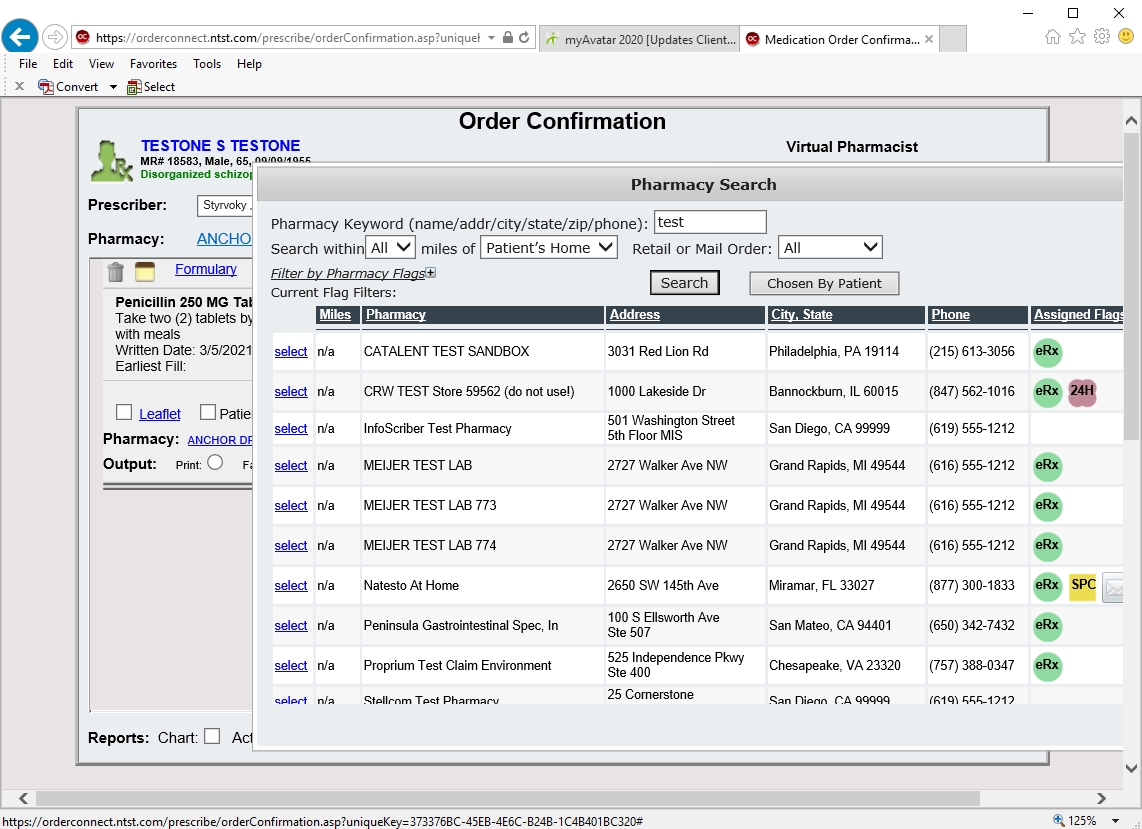 https://orderconnect.ntst.com/prescribe/orderConfirmation.asp?uniquel
myAvatar 2020 [Updates Client...
Medication Order Confirma...
File Edit View Favorites Tools Help
Convert Select
Order Confirmation
TESTONE S TESTONE
MR# 18583, Male, 65, 09/09/1955
Disorganized schizop
Virtual Pharmacist
Pharmacy Search
Prescriber: Styrvoky ,
Pharmacy Keyword (name/addr/city/state/zip/phone): test
Pharmacy: ANCHO
Search within All miles of Patient's Home Retail or Mail Order: All
Formulary
Filter by Pharmacy Flags
Current Flag Filters:
Search Chosen By Patient
Penicillin 250 MG Tab
Take two (2) tablets by
with meals
Written Date: 3/5/2021
Earliest Fill:
Leaflet Patie
Pharmacy: ANCHOR DR
Output: Print: Fa
Miles Pharmacy Address City, State Phone Assigned Flags
select n/a CATALENT TEST SANDBOX 3031 Red Lion Rd Philadelphia, PA 19114 (215) 613-3056 eRx
select n/a CRW TEST Store 59562 (do not use!) 1000 Lakeside Dr Bannockburn, IL 60015 (847) 562-1016 eRx 24H
select n/a InfoScriber Test Pharmacy 501 Washington Street San Diego, CA 99999 (619) 555-1212
5th Floor MIS
select n/a MEIJER TEST LAB 2727 Walker Ave NW Grand Rapids, MI 49544 (616) 555-1212 eRx
select n/a MEIJER TEST LAB 773 2727 Walker Ave NW Grand Rapids, MI 49544 (616) 555-1212 eRx
select n/a MEIJER TEST LAB 774 2727 Walker Ave NW Grand Rapids, MI 49544 (616) 555-1212 eRx
select n/a Natesto At Home 2650 SW 145th Ave Miramar, FL 33027 (877) 300-1833 eRx SPC
select n/a Peninsula Gastrointestinal Spec, In 100 S Ellsworth Ave San Mateo, CA 94401 (650) 342-7432 eRx
Ste 507
select n/a Proprium Test Claim Environment 525 Independence Pkwy Chesapeake, VA 23320 (757) 388-0347 eRx
Ste 400
select n/a Stellcom Test Pharmacy 25 Cornerstone San Diego, CA 99999 (619) 555-1212
Reports: Chart: Act
https://orderconnect.ntst.com/prescribe/orderConfirmation.asp?uniqueKey=373376BC-45EB-4E6C-B24B-1C4B401BC320#
125%